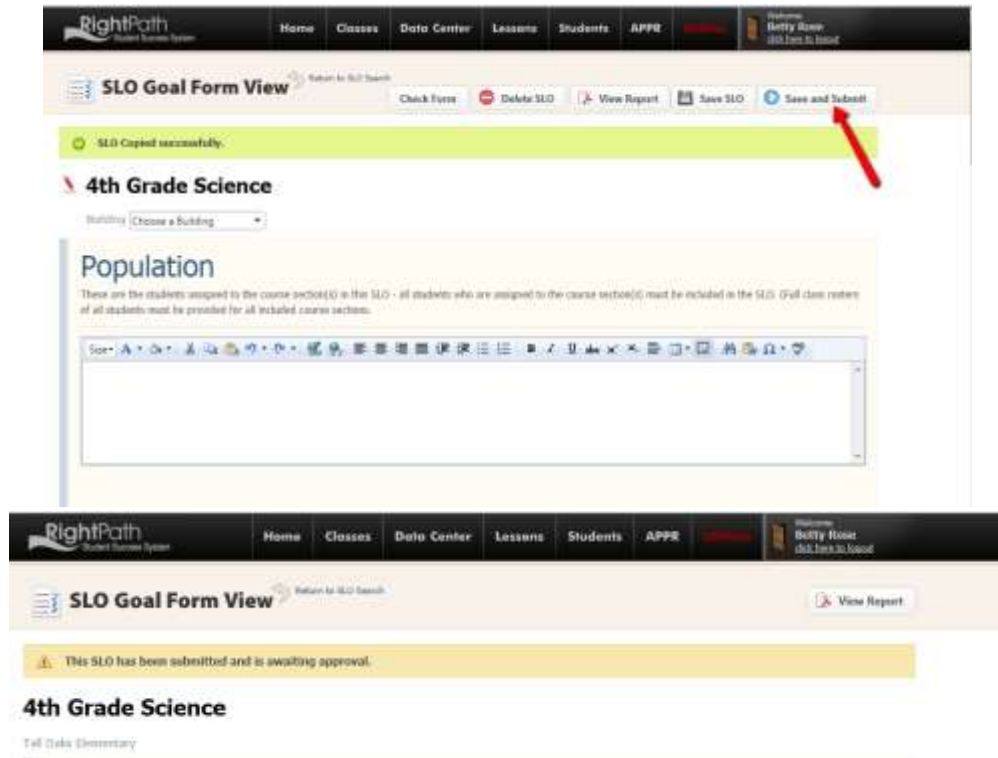 RightPath
Student Success System
Home Classes Data Center Lessons Students APPR
Welcome
Betty Rose
click here to logout
SLO Goal Form View
Return to SLO Search
Check Form Delete SLO View Report Save SLO Save and Submit
SLO Copied successfully.
4th Grade Science
Building Choose a Building
Population
These are the students assigned to the course section(s) in this SLO - all students who are assigned to the course section(s) must be included in the SLO. (Full class rosters
of all students must be provided for all included course sections.
Size
RightPath
Student Success System
Home Classes Data Center Lessons Students APPR
Welcome
Betty Rose
click here to logout
SLO Goal Form View
Return to SLO Search
View Report
This SLO has been submitted and is awaiting approval.
4th Grade Science
Tall Oaks Elementary